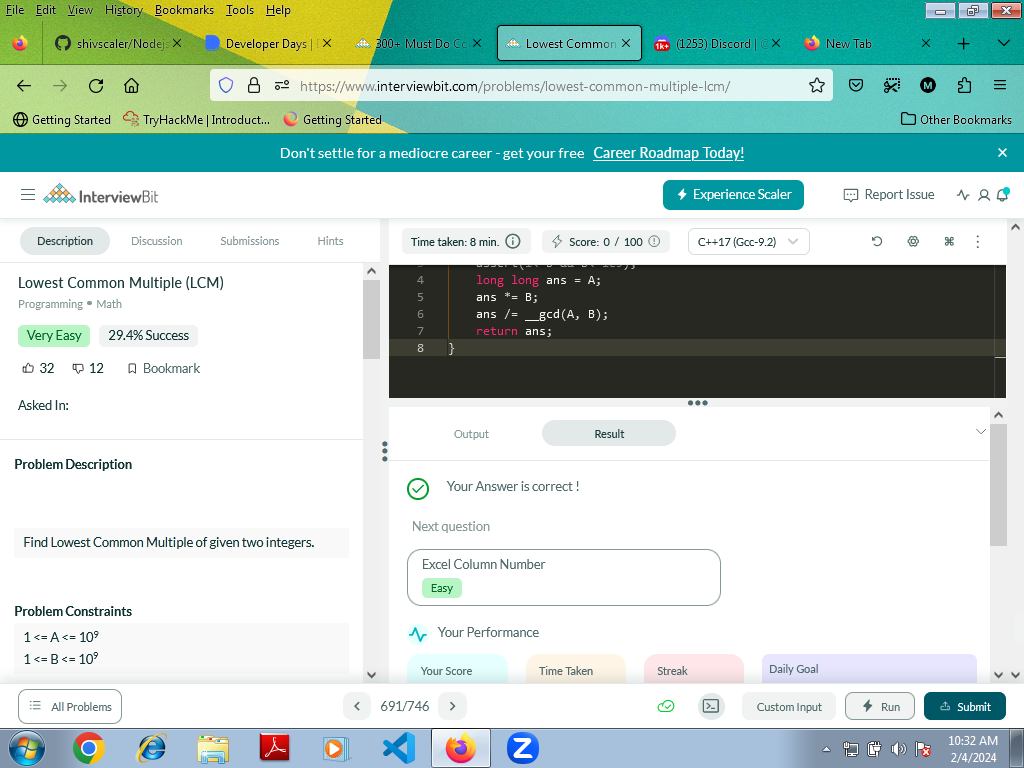 File Edit View History Bookmarks Tools Help
shivscaler/Nodej
Developer Days |
300+ Must Do Co
Lowest Common
(1253) Discord |
New Tab
https://www.interviewbit.com/problems/lowest-common-multiple-lcm/
M
Getting Started
TryHackMe | Introduct...
Getting Started
Other Bookmarks
Don't settle for a mediocre career - get your free Career Roadmap Today!
InterviewBit
Experience Scaler
Report Issue
Description Discussion Submissions Hints
Time taken: 8 min.
Score: 0 / 100
C++17 (Gcc-9.2)
Lowest Common Multiple (LCM)
Programming • Math
Very Easy 29.4% Success
32 12 Bookmark
Asked In:
Problem Description
Find Lowest Common Multiple of given two integers.
Problem Constraints
1 <= A <= 10⁹
1 <= B <= 10⁹
4 long long ans = A;
5 ans *= B;
6 ans /= __gcd(A, B);
7 return ans;
8 }
Output Result
Your Answer is correct !
Next question
Excel Column Number
Easy
Your Performance
Your Score
Time Taken
Streak
Daily Goal
All Problems
691/746
Custom Input
Run
Submit
10:32 AM
2/4/2024